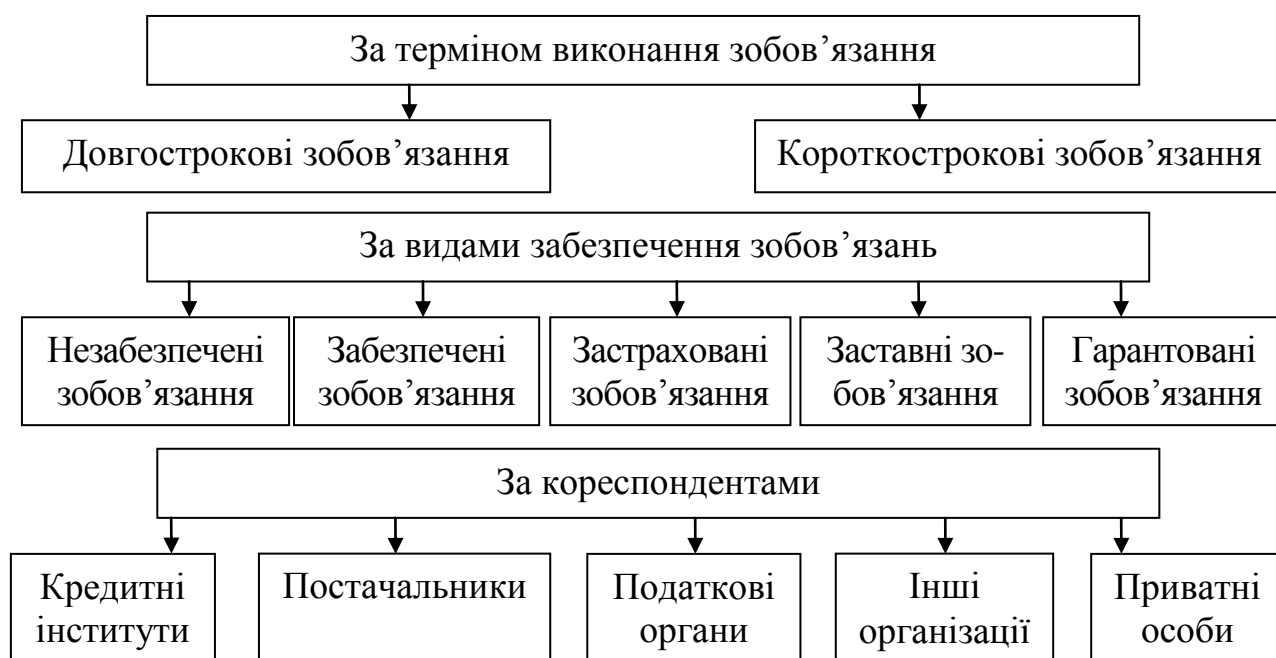 За терміном виконання зобов’язання
Довгострокові зобов’язання
Короткострокові зобов’язання
За видами забезпечення зобов’язань
Незабезпечені
зобов’язання
Забезпечені
зобов’язання
Застраховані
зобов’язання
Заставні зо-
бов’язання
Гарантовані
зобов’язання
За кореспондентами
Кредитні
інститути
Постачальники
Податкові
органи
Інші
організації
Приватні
особи